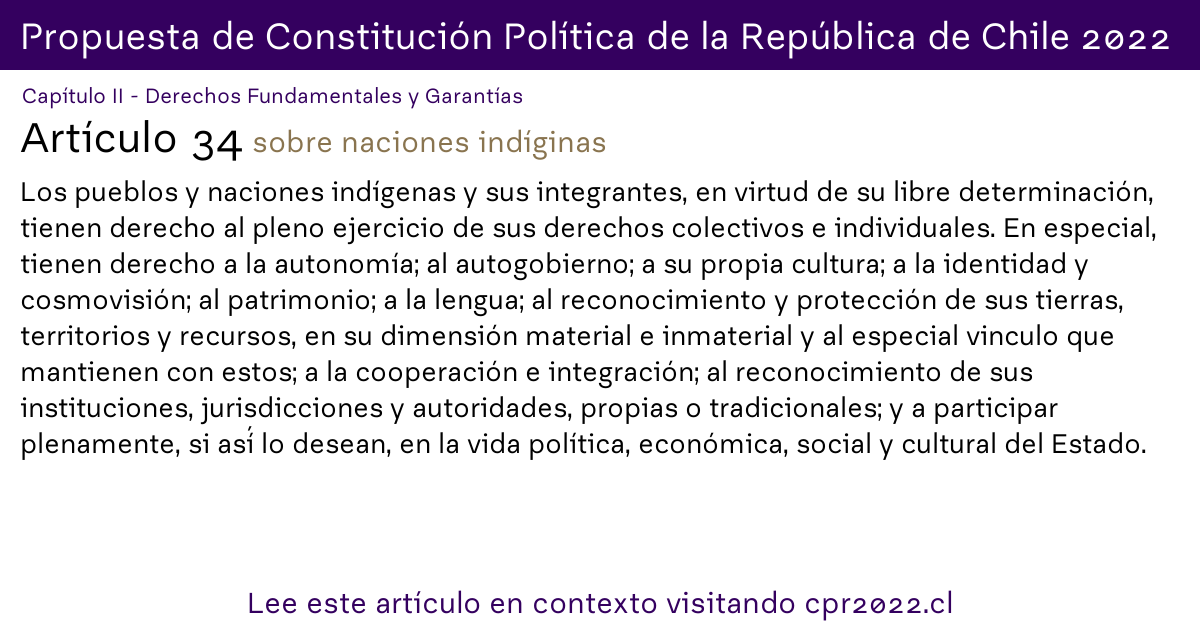 Propuesta de Constitución Política de la República de Chile 2022
Capítulo II - Derechos Fundamentales y Garantías
Artículo 34 sobre naciones indíginas
Los pueblos y naciones indígenas y sus integrantes, en virtud de su libre determinación,
tienen derecho al pleno ejercicio de sus derechos colectivos e individuales. En especial,
tienen derecho a la autonomía; al autogobierno; a su propia cultura; a la identidad y
cosmovisión; al patrimonio; a la lengua; al reconocimiento y protección de sus tierras,
territorios y recursos, en su dimensión material e inmaterial y al especial vinculo que
mantienen con estos; a la cooperación e integración; al reconocimiento de sus
instituciones, jurisdicciones y autoridades, propias o tradicionales; y a participar
plenamente, si así́ lo desean, en la vida política, económica, social y cultural del Estado.
Lee este artículo en contexto visitando cpr2022.cl